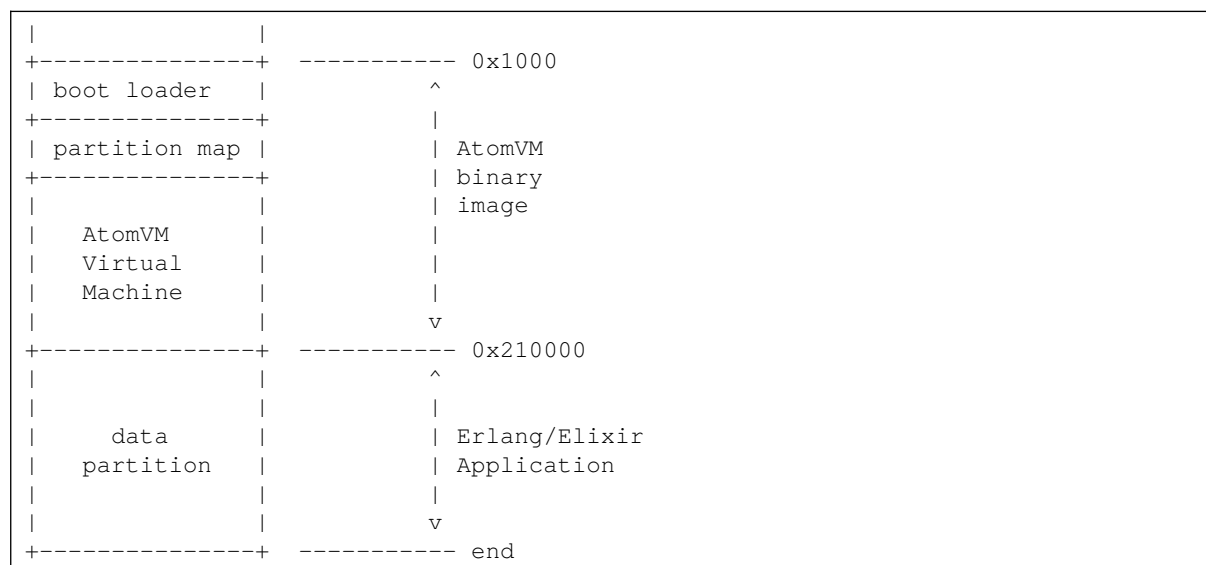 |               |
+---------------+  ----------- 0x1000
| boot loader   |          ^
+---------------+          |
| partition map |          | AtomVM
+---------------+          | binary
|               |          | image
|   AtomVM      |          |
|   Virtual     |          |
|   Machine     |          |
|               |          v
+---------------+  ----------- 0x210000
|               |          ^
|               |          |
|     data      |          | Erlang/Elixir
|     partition |          | Application
|               |          |
|               |          v
+---------------+  ----------- end